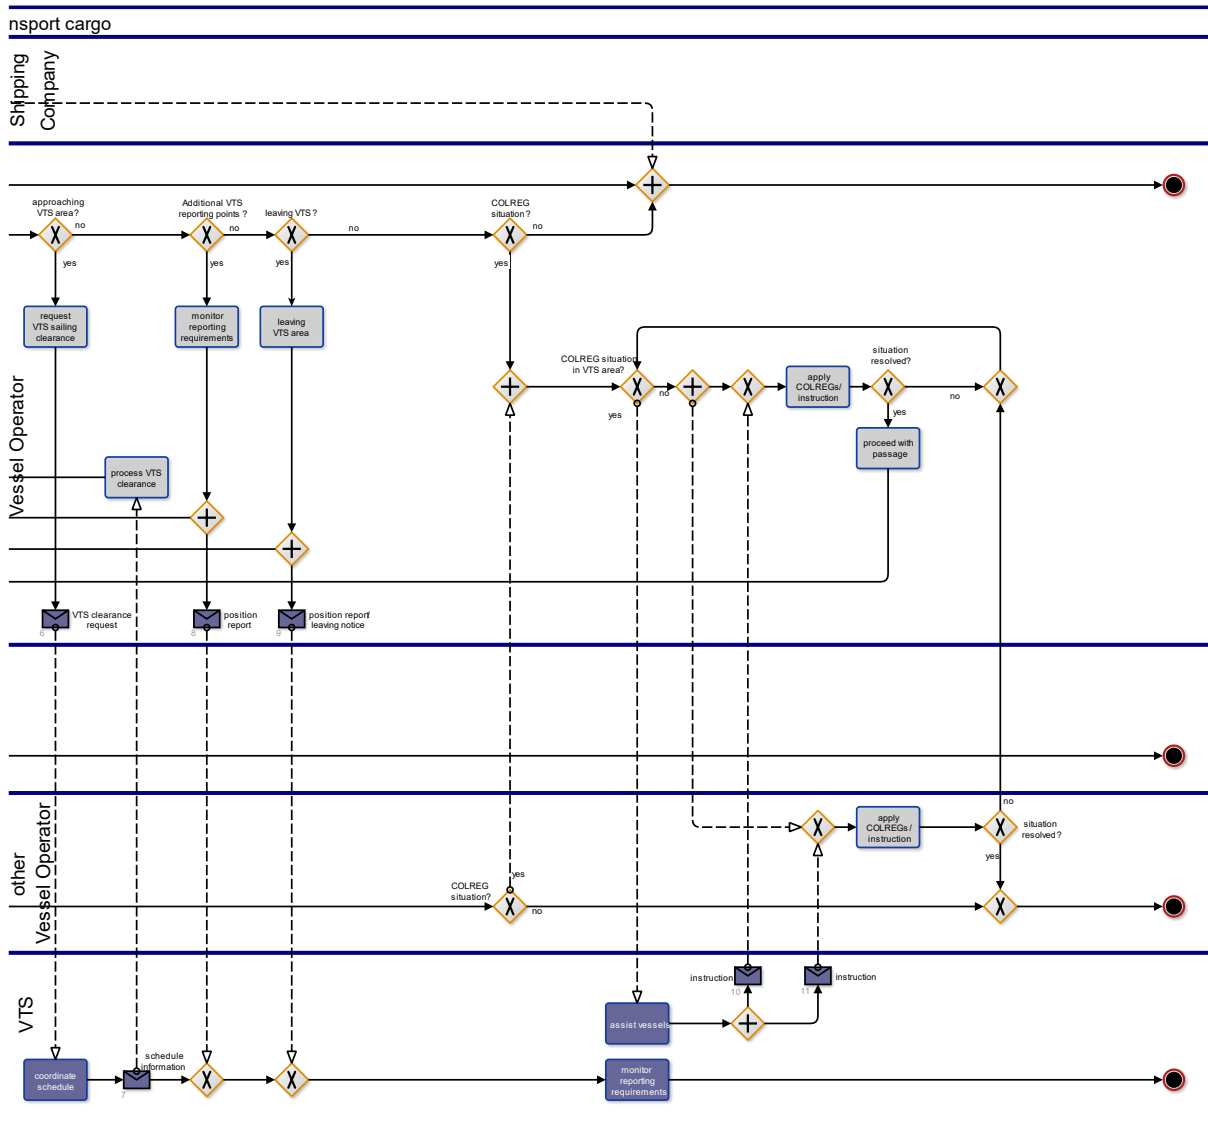 nsport cargo
Shipping
Company
approaching
VTS area?
no
Additional VTS
reporting points ?
no
leaving VTS ?
no
COLREG
situation?
no
yes
yes
yes
yes
request
VTS sailing
clearance
monitor
reporting
requirements
leaving
VTS area
COLREG situation
in VTS area?
no
yes
apply
COLREGs/
instruction
situation
resolved?
no
yes
proceed with
passage
Vessel Operator
process VTS
clearance
VTS clearance
request
6
position
report
8
position report/
leaving notice
9
no
apply
COLREGs/
instruction
situation
resolved?
yes
other
Vessel Operator
COLREG
situation?
yes
no
instruction
10
instruction
11
VTS
assist vessels
schedule
information
coordinate
schedule
7
monitor
reporting
requirements